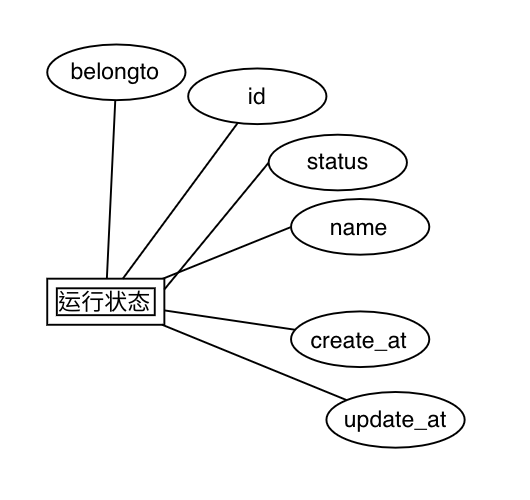 belongto
id
status
name
运行状态
create_at
update_at